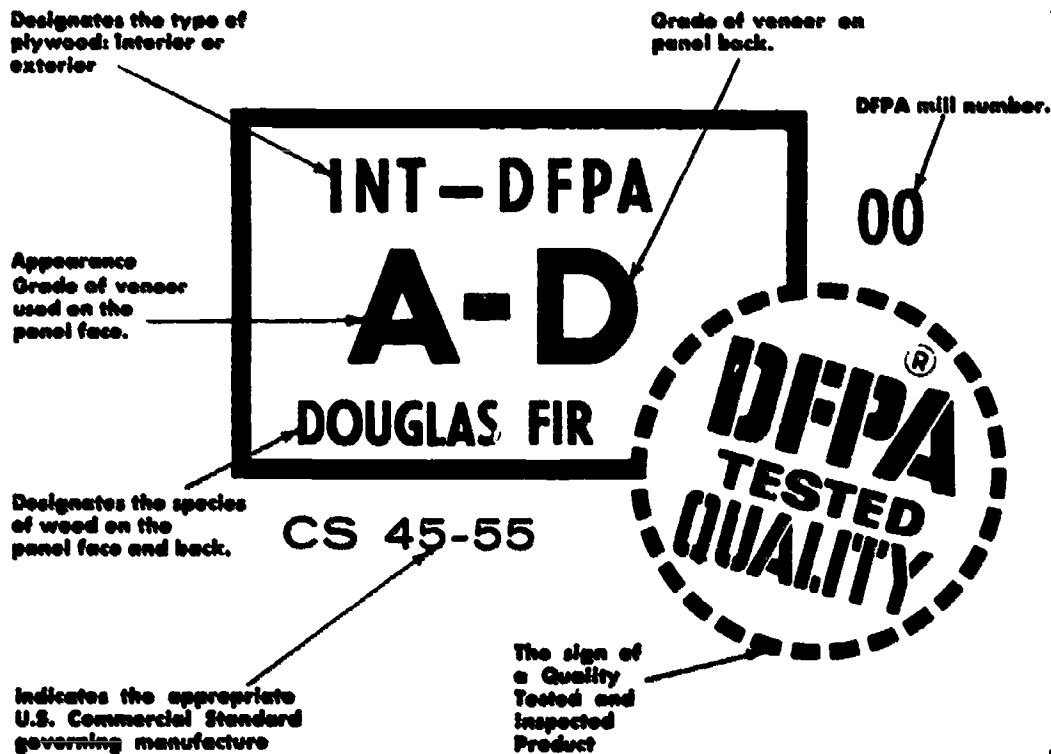 Designates the type of
plywood: Interior or
exterior
Grade of veneer on
panel back.
DFPA mill number.
INT-DFPA
00
Appearance
Grade of veneer
used on the
panel face.
A-D
DOUGLAS FIR
®
DFPA
TESTED
QUALITY
Designates the species
of wood on the
panel face and back.
CS 45-55
Indicates the appropriate
U.S. Commercial Standard
governing manufacture
The sign of
a Quality
Tested and
Inspected
Product